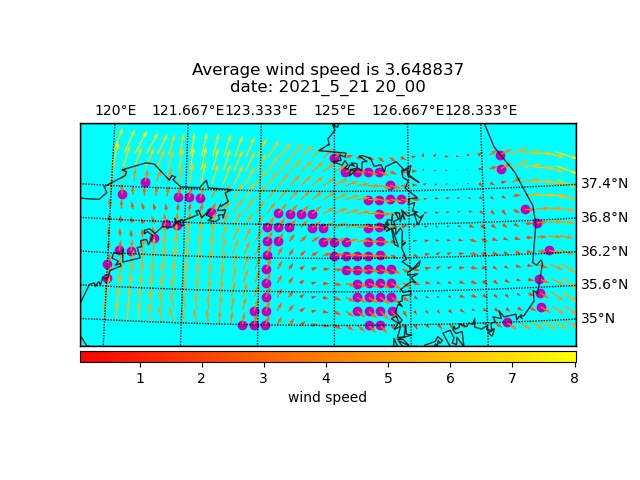 Average wind speed is 3.648837
date: 2021_5_21 20_00
120°E 121.667°E 123.333°E 125°E 126.667°E 128.333°E
37.4°N
36.8°N
36.2°N
35.6°N
35°N
1 2 3 4 5 6 7 8
wind speed